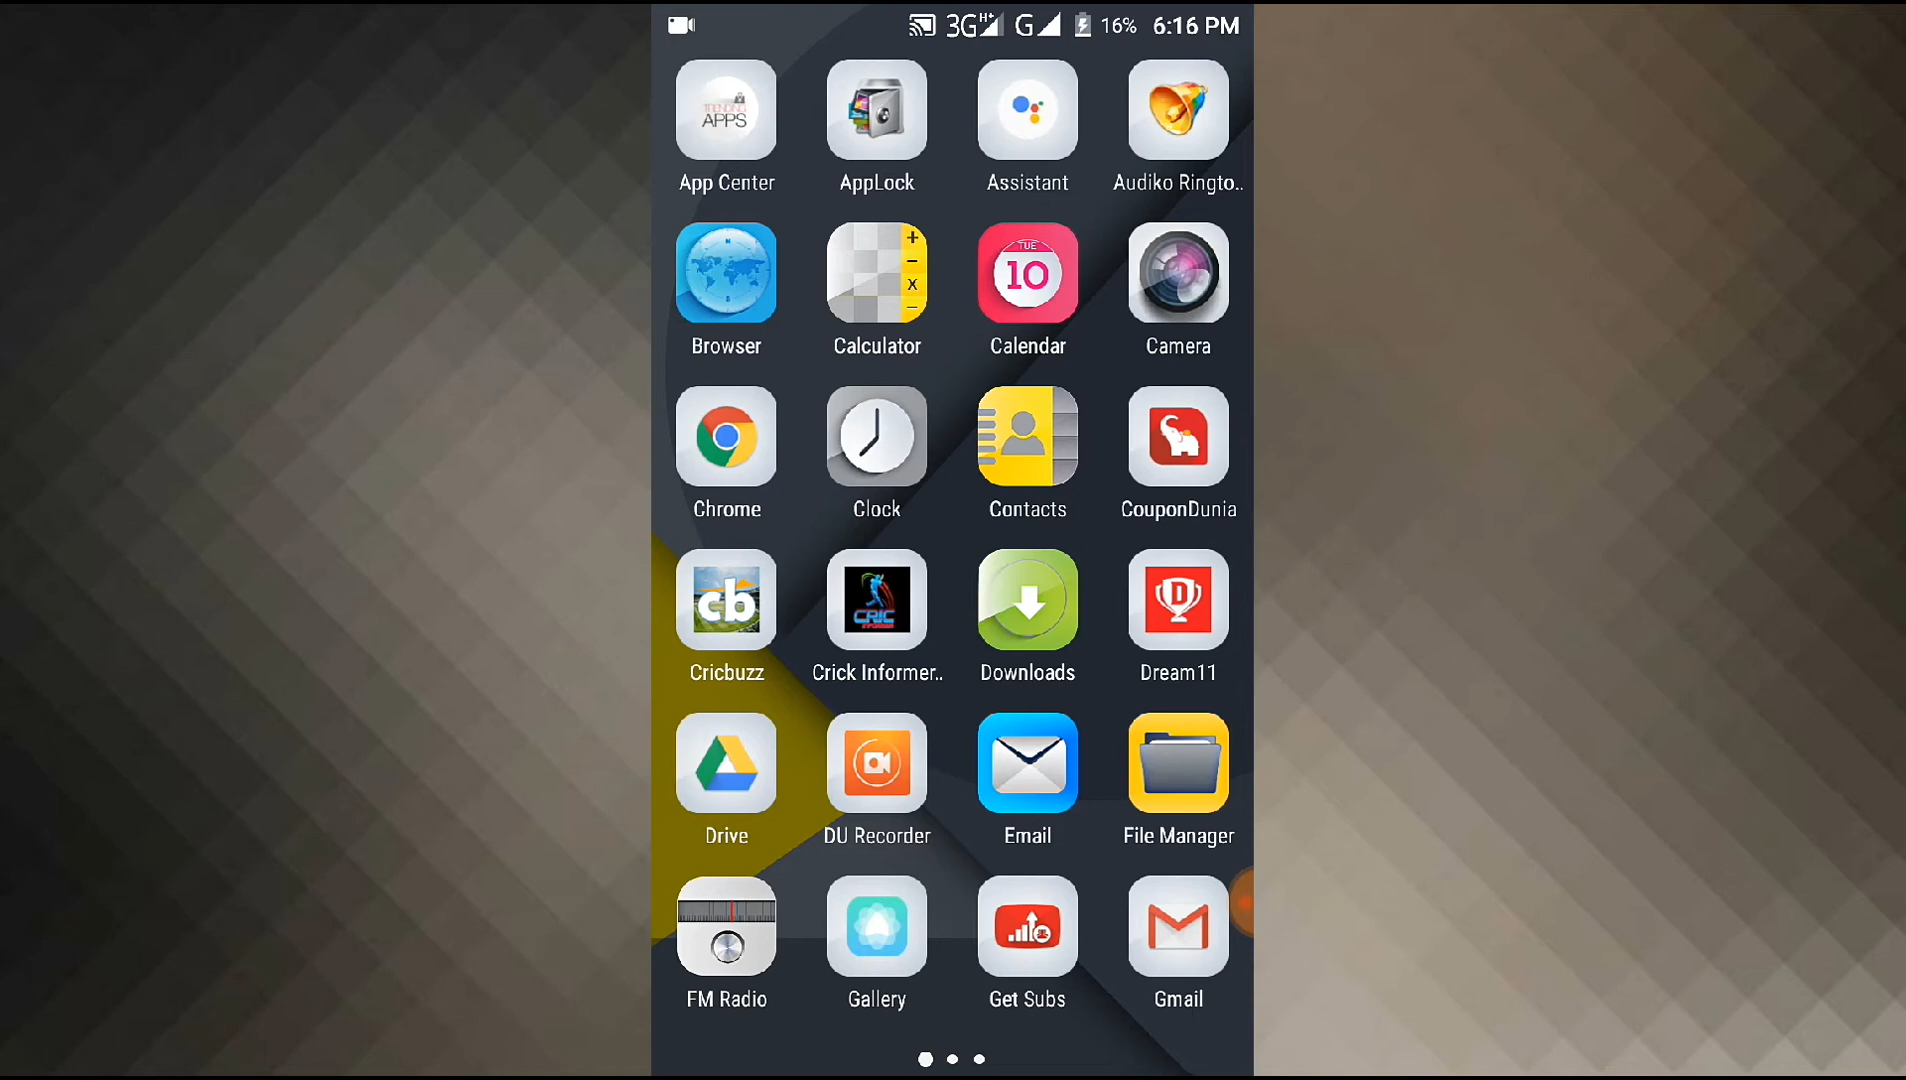 3G H+ G 16% 6:16 PM
TRENDING
APPS
App Center AppLock Assistant Audiko Ringto..
TUE
10
+
−
x
−
N
S
Browser Calculator Calendar Camera
Chrome Clock Contacts CouponDunia
cb
CRIC
D
Cricbuzz Crick Informer.. Downloads Dream11
Drive DU Recorder Email File Manager
FM Radio Gallery Get Subs Gmail